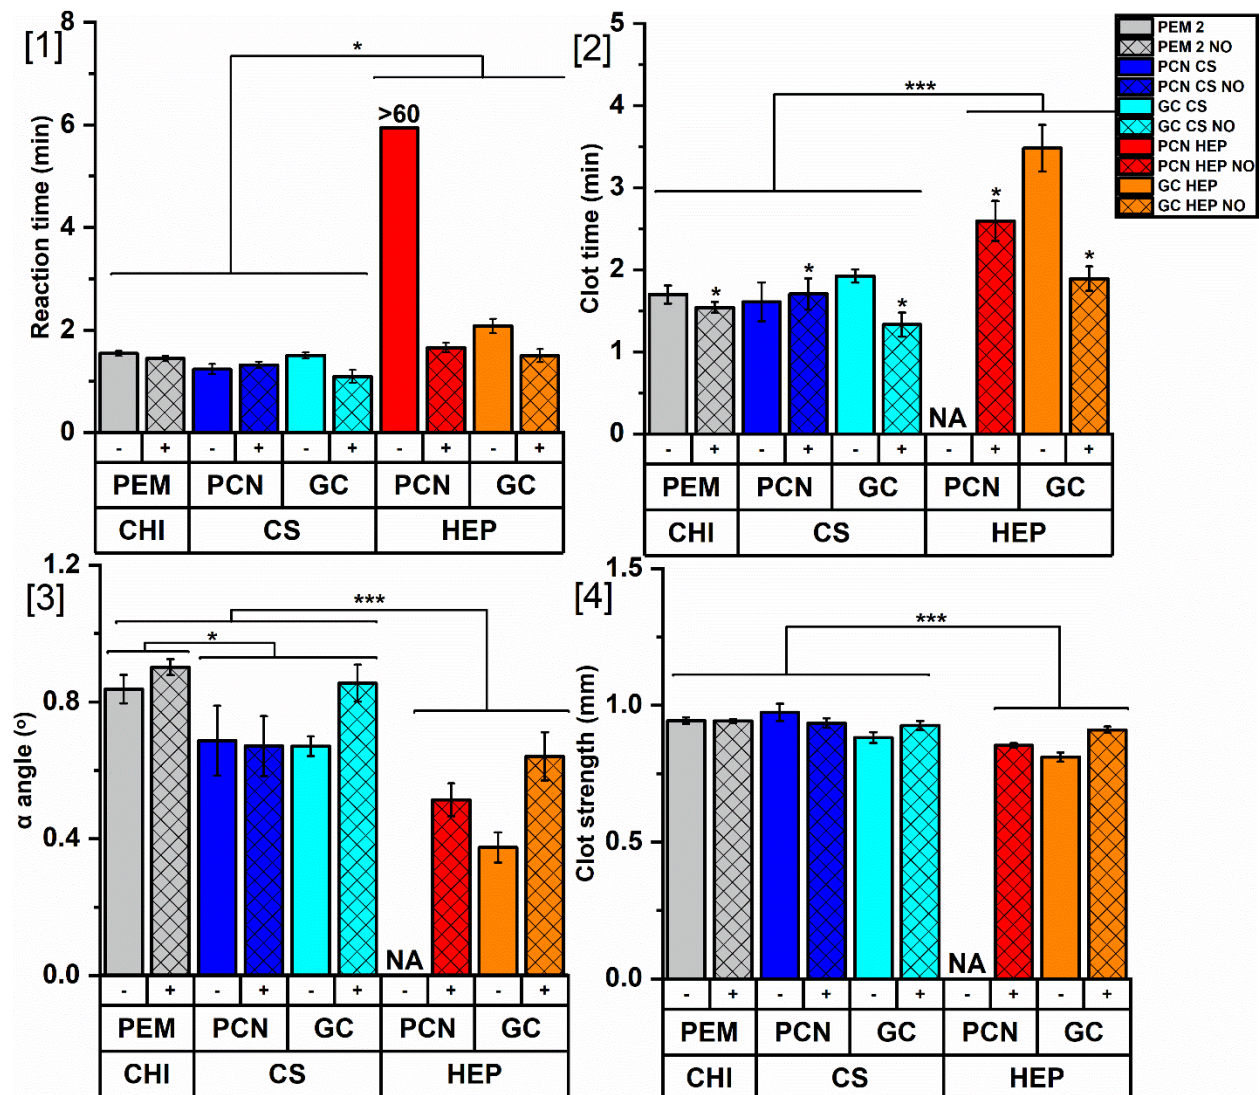 [1]
Reaction time (min)
8
6
4
2
0
*
>60
- + - + - + - + - +
PEM PCN GC PCN GC
CHI CS HEP
[2]
Clot time (min)
5
4
3
2
1
0
***
* * * * *
NA
- + - + - + - + - +
PEM PCN GC PCN GC
CHI CS HEP
PEM 2
PEM 2 NO
PCN CS
PCN CS NO
GC CS
GC CS NO
PCN HEP
PCN HEP NO
GC HEP
GC HEP NO
[3]
α angle (º)
1.2
0.8
0.4
0.0
***
*
NA
- + - + - + - + - +
PEM PCN GC PCN GC
CHI CS HEP
[4]
Clot strength (mm)
1.5
1.0
0.5
0.0
***
NA
- + - + - + - + - +
PEM PCN GC PCN GC
CHI CS HEP